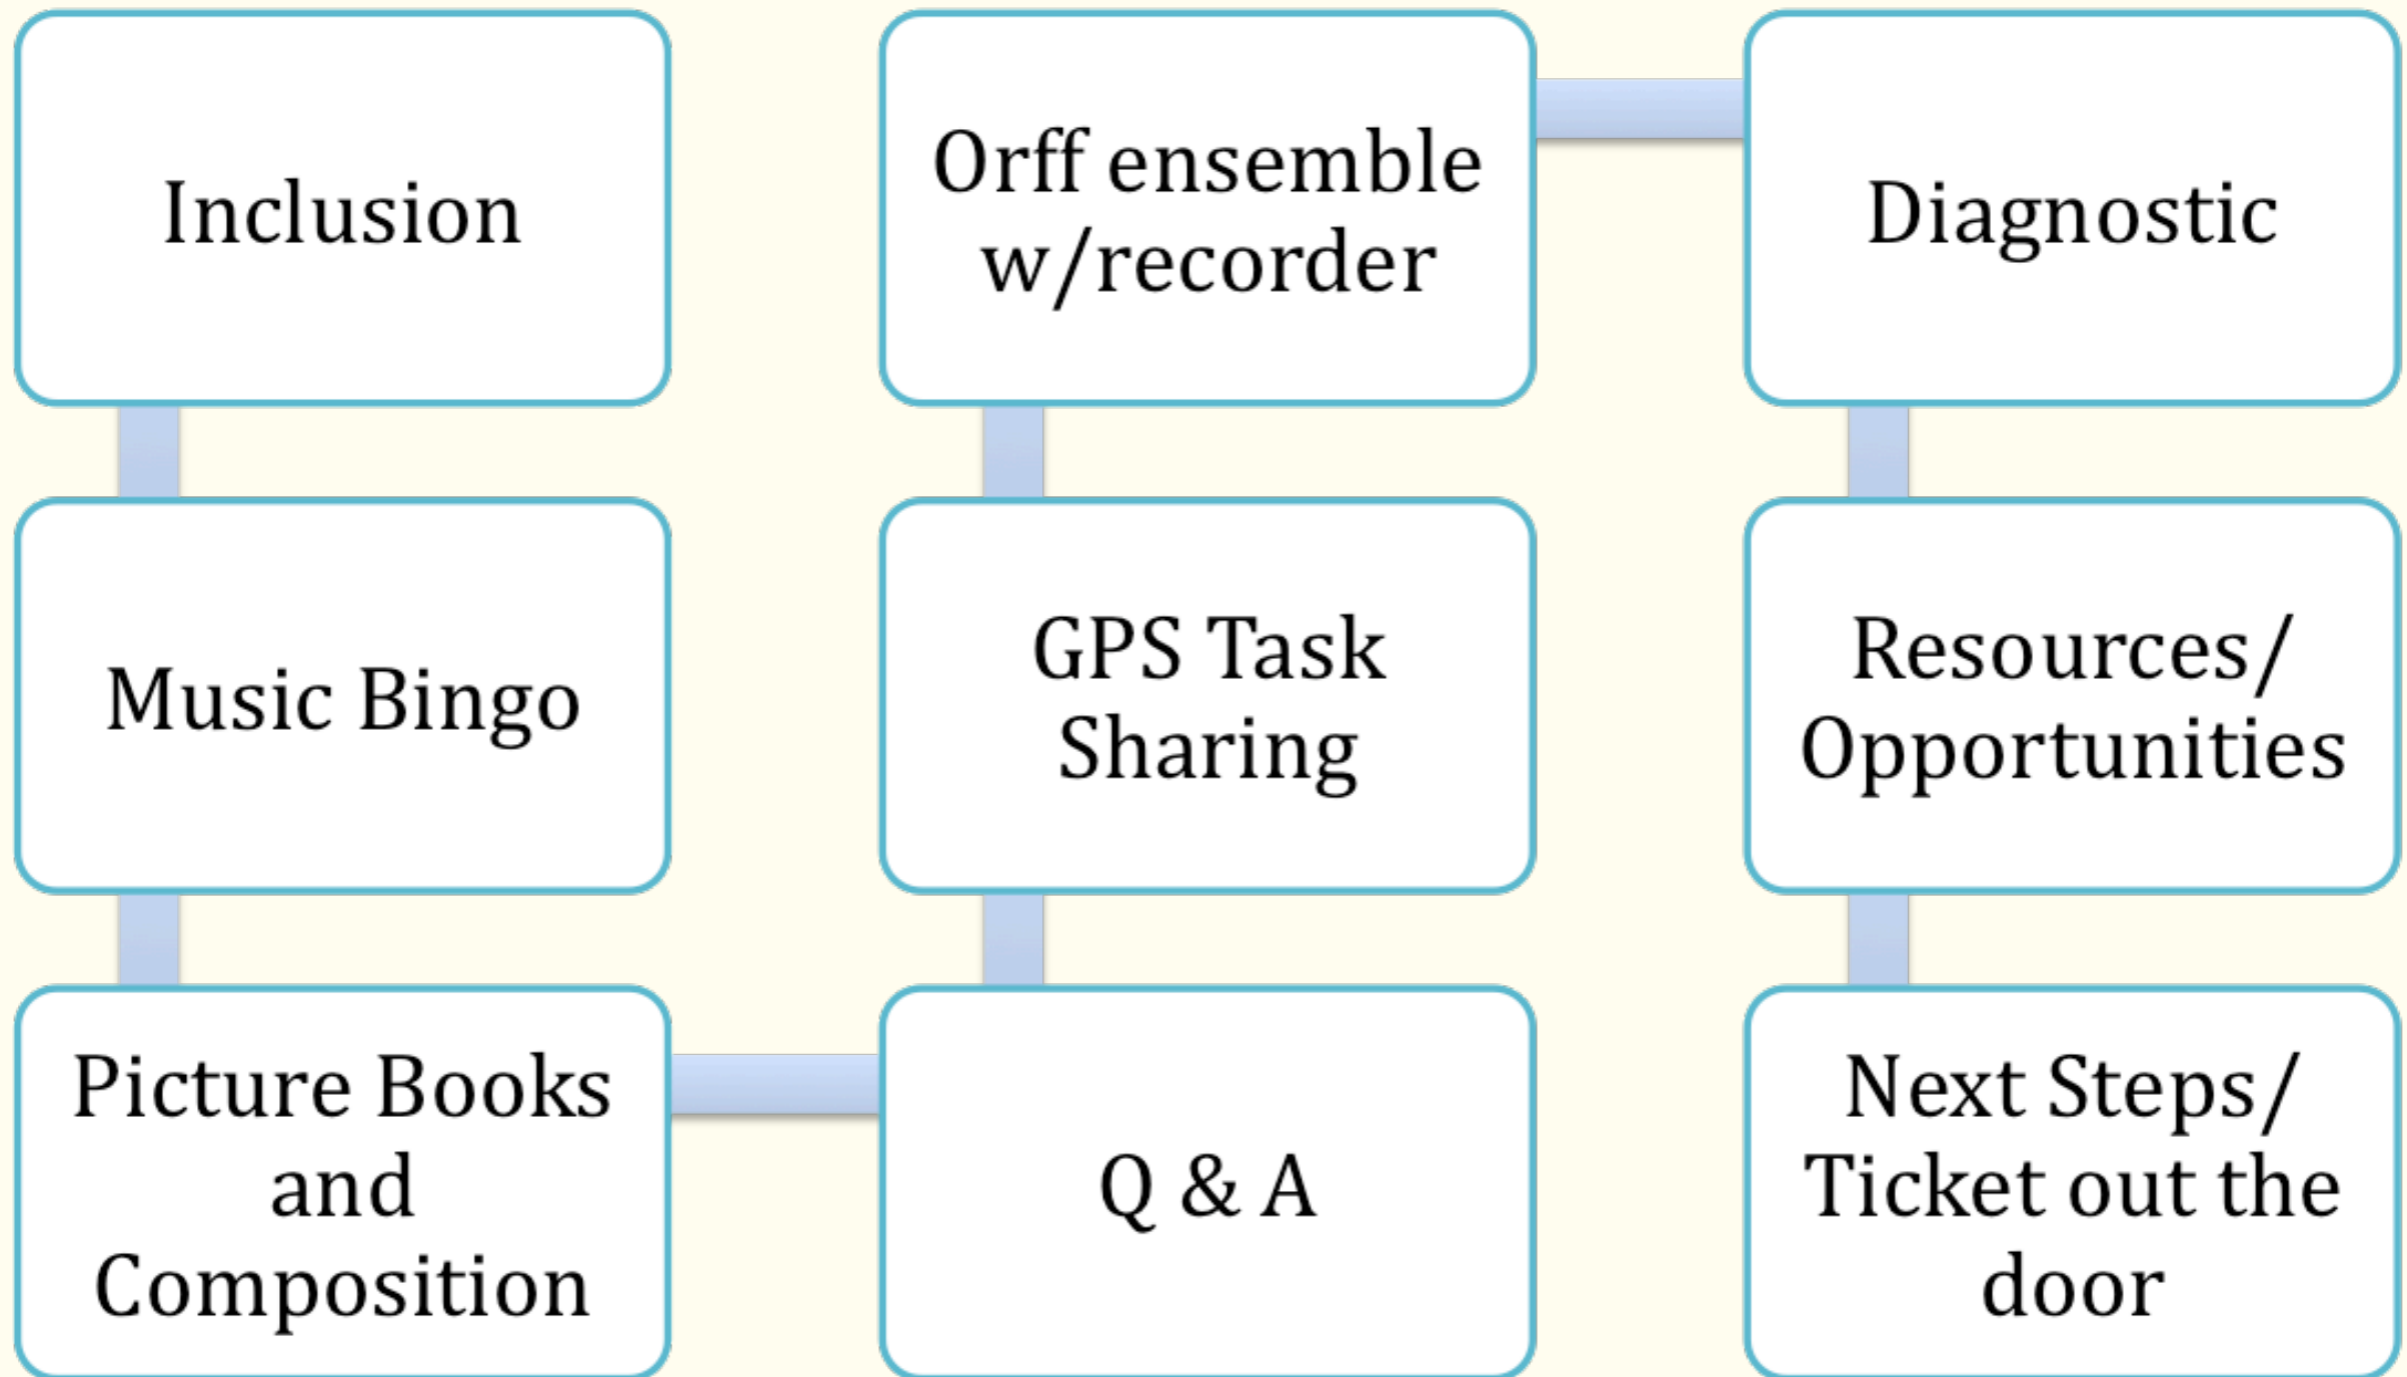 Inclusion
Music Bingo
Picture Books
and
Composition
Q & A
GPS Task
Sharing
Orff ensemble
w/recorder
Diagnostic
Resources/
Opportunities
Next Steps/
Ticket out the
door